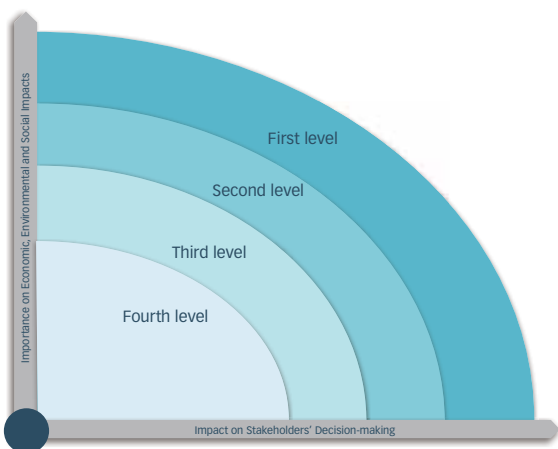 Importance on Economic, Environmental and Social Impacts
First level
Second level
Third level
Fourth level
Impact on Stakeholders' Decision-making